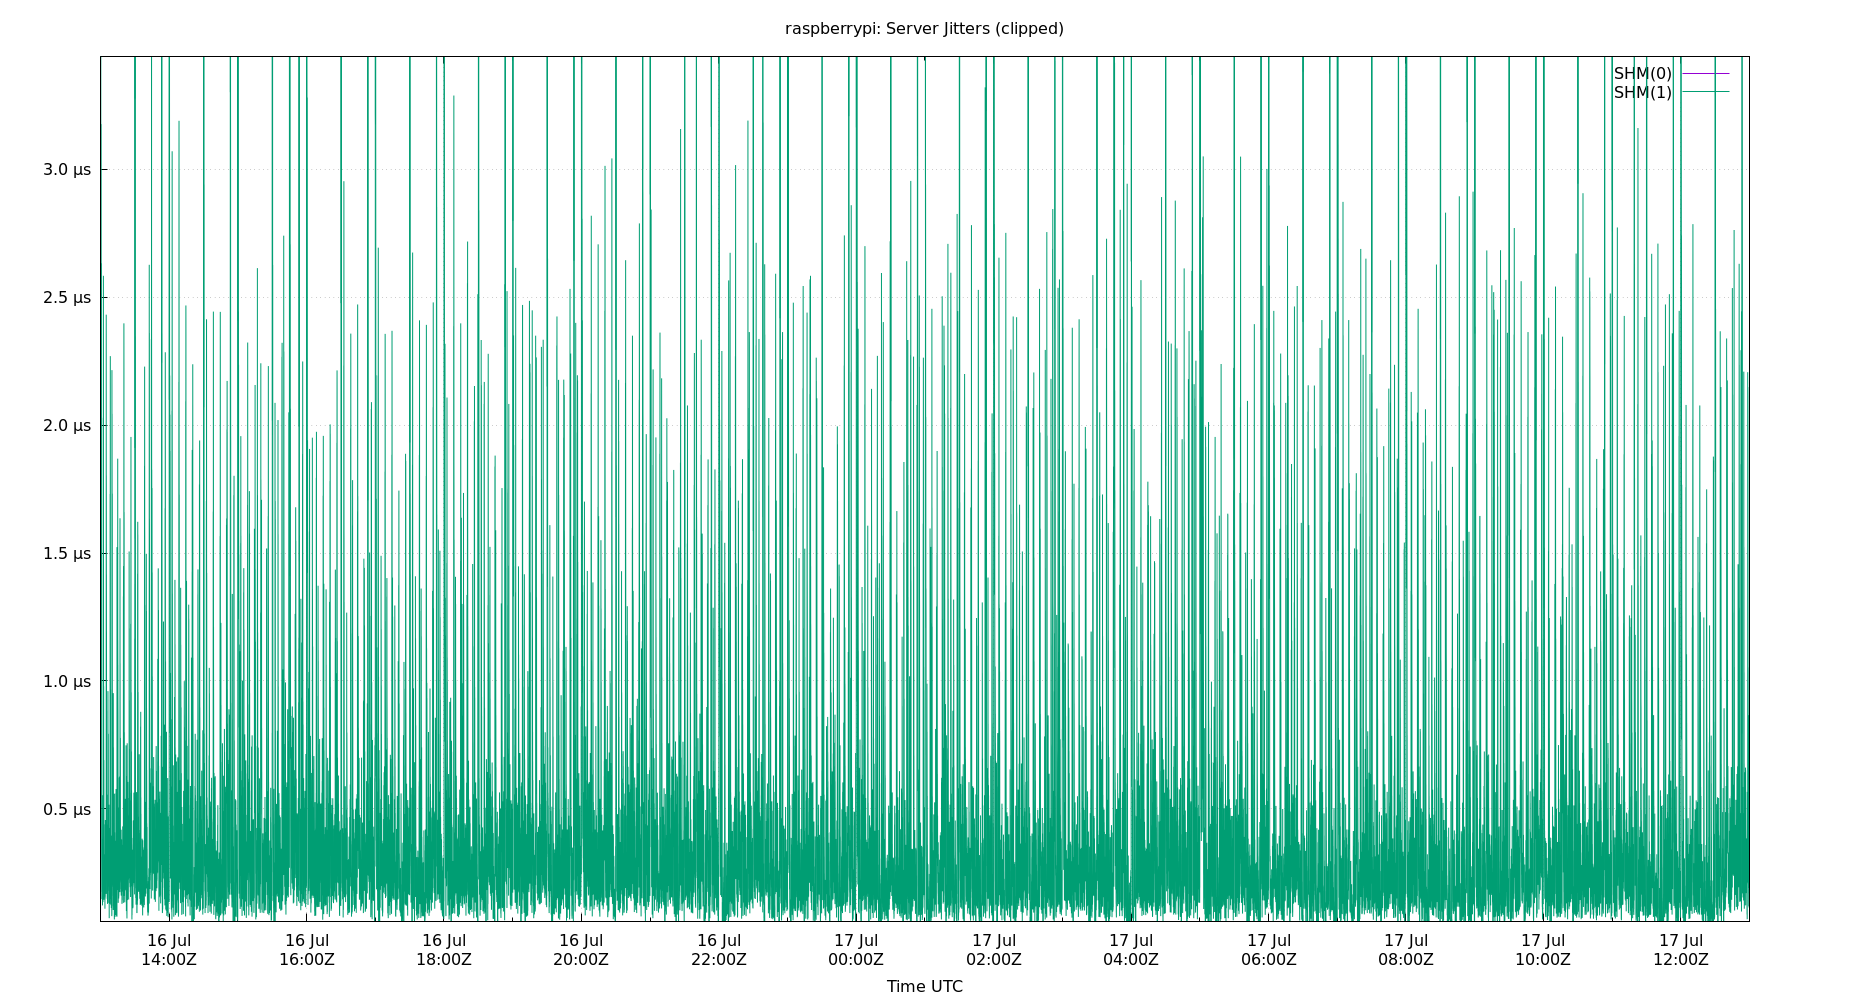 raspberrypi: Server Jitters (clipped)
SHM(0)
SHM(1)
3.0 µs
2.5 µs
2.0 µs
1.5 µs
1.0 µs
0.5 µs
16 Jul 16 Jul 16 Jul 16 Jul 16 Jul 17 Jul 17 Jul 17 Jul 17 Jul 17 Jul 17 Jul 17 Jul
14:00Z 16:00Z 18:00Z 20:00Z 22:00Z 00:00Z 02:00Z 04:00Z 06:00Z 08:00Z 10:00Z 12:00Z
Time UTC